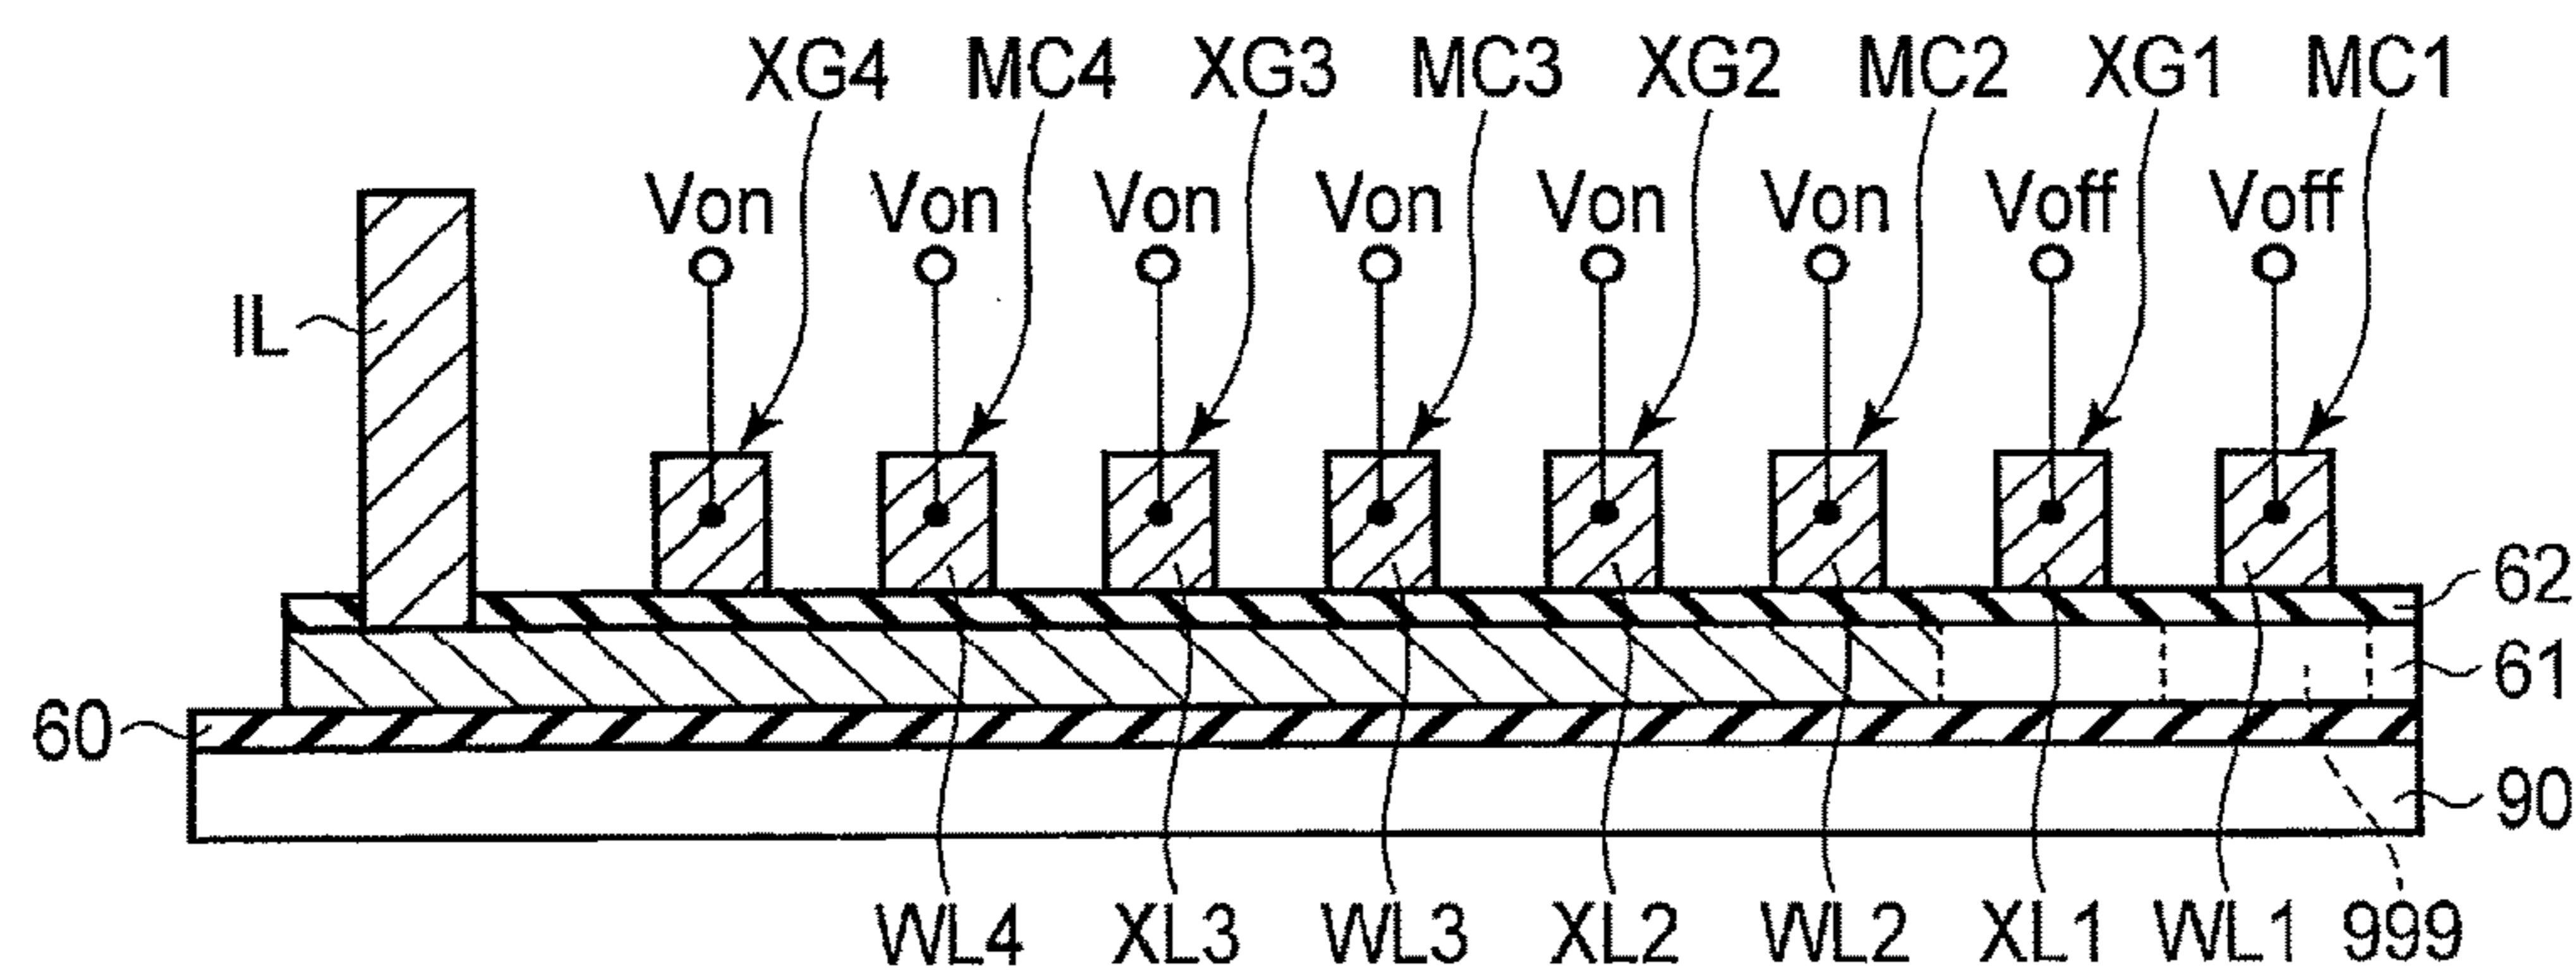 XG4 MC4 XG3 MC3 XG2 MC2 XG1 MC1
Von Von Von Von Von Von Voff Voff
IL
62
61
60
90
WL4 XL3 WL3 XL2 WL2 XL1 WL1 999